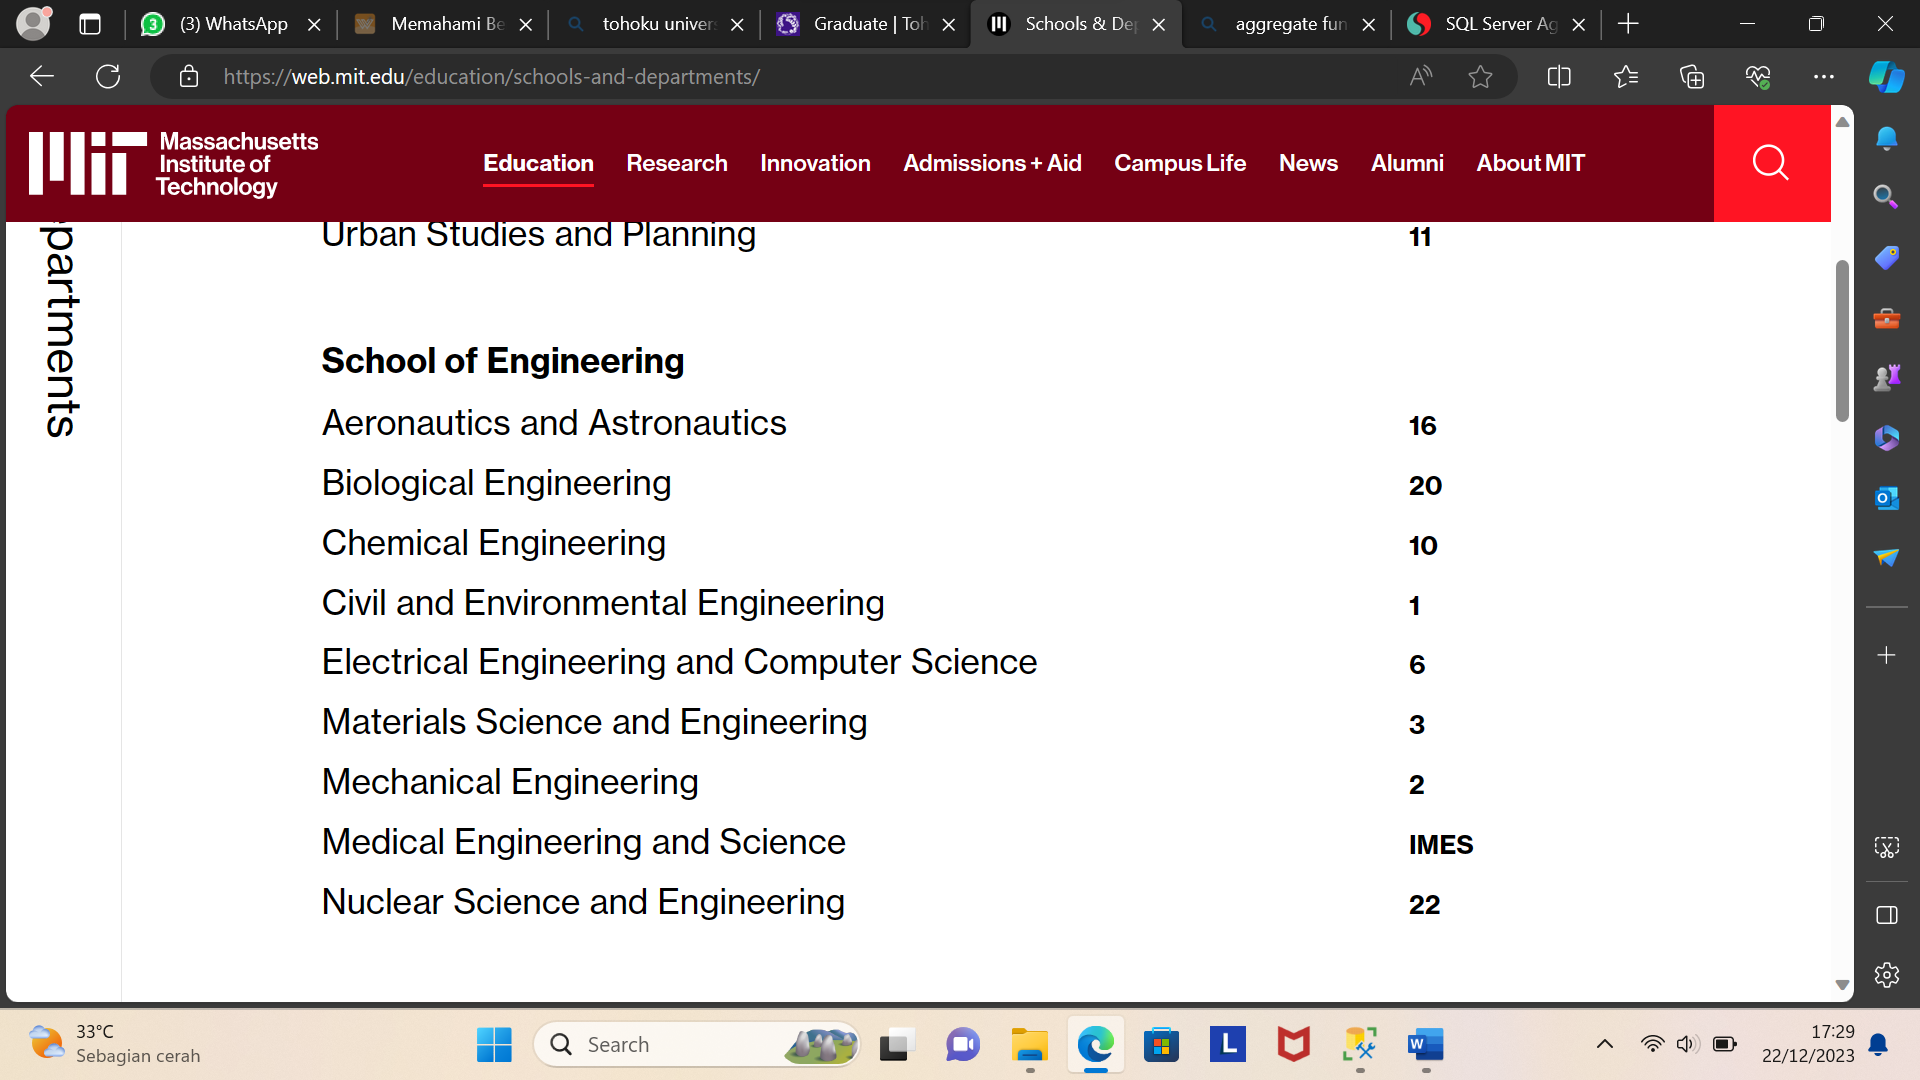 (3) WhatsApp
Memahami Be
tohoku univer
Graduate | Toh
Schools & De
aggregate fun
SQL Server Ag
https://web.mit.edu/education/schools-and-departments/
Massachusetts
Institute of
Technology
Education
Research
Innovation
Admissions + Aid
Campus Life
News
Alumni
About MIT
partments
Urban Studies and Planning 11
School of Engineering
Aeronautics and Astronautics 16
Biological Engineering 20
Chemical Engineering 10
Civil and Environmental Engineering 1
Electrical Engineering and Computer Science 6
Materials Science and Engineering 3
Mechanical Engineering 2
Medical Engineering and Science IMES
Nuclear Science and Engineering 22
33°C
Sebagian cerah
Search
17:29
22/12/2023